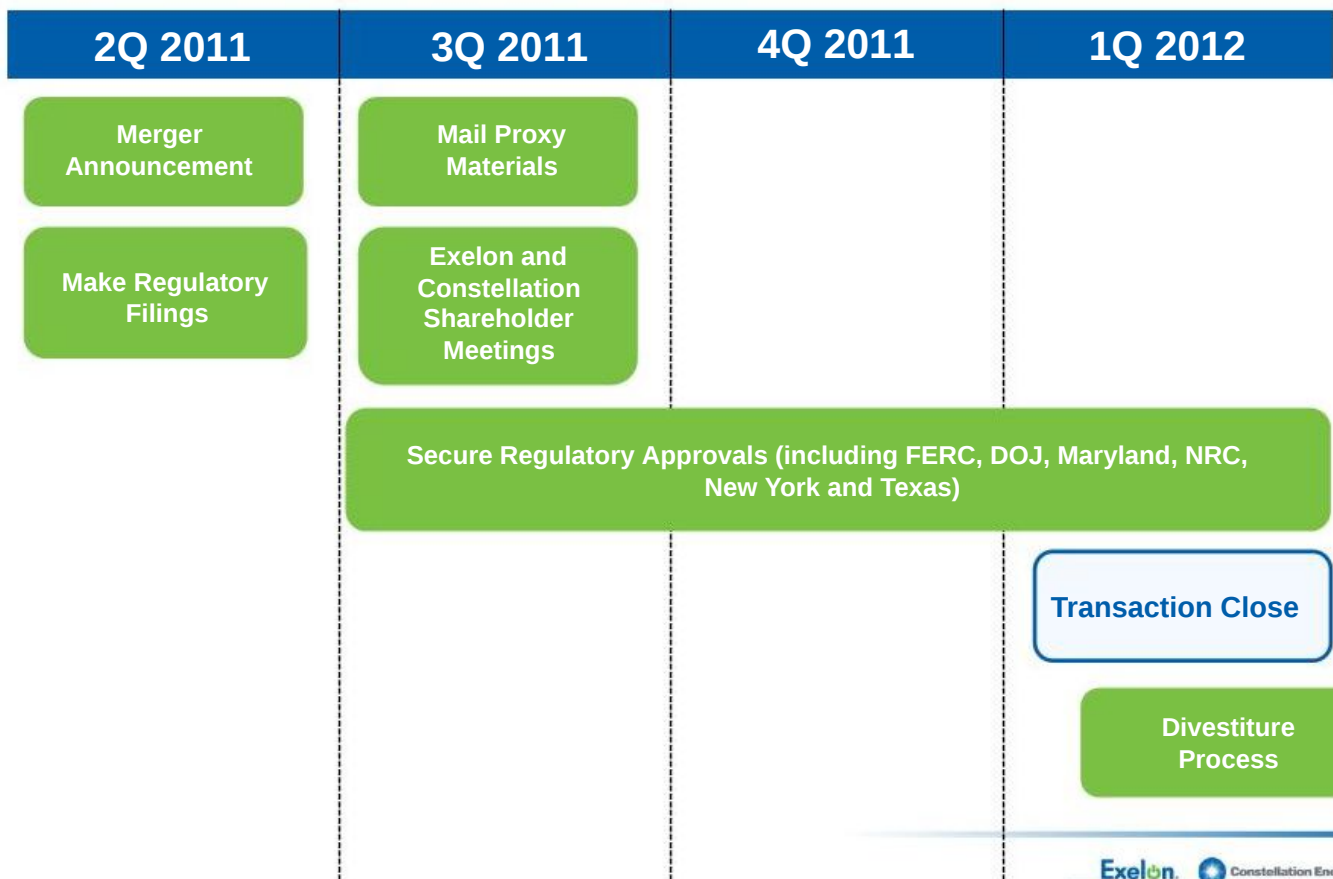 2Q 2011
3Q 2011
4Q 2011
1Q 2012
Merger
Announcement
Mail Proxy
Materials
Make Regulatory
Filings
Exelon and
Constellation
Shareholder
Meetings
Secure Regulatory Approvals (including FERC, DOJ, Maryland, NRC,
New York and Texas)
Transaction Close
Divestiture
Process
Exelon.
Constellation Ene